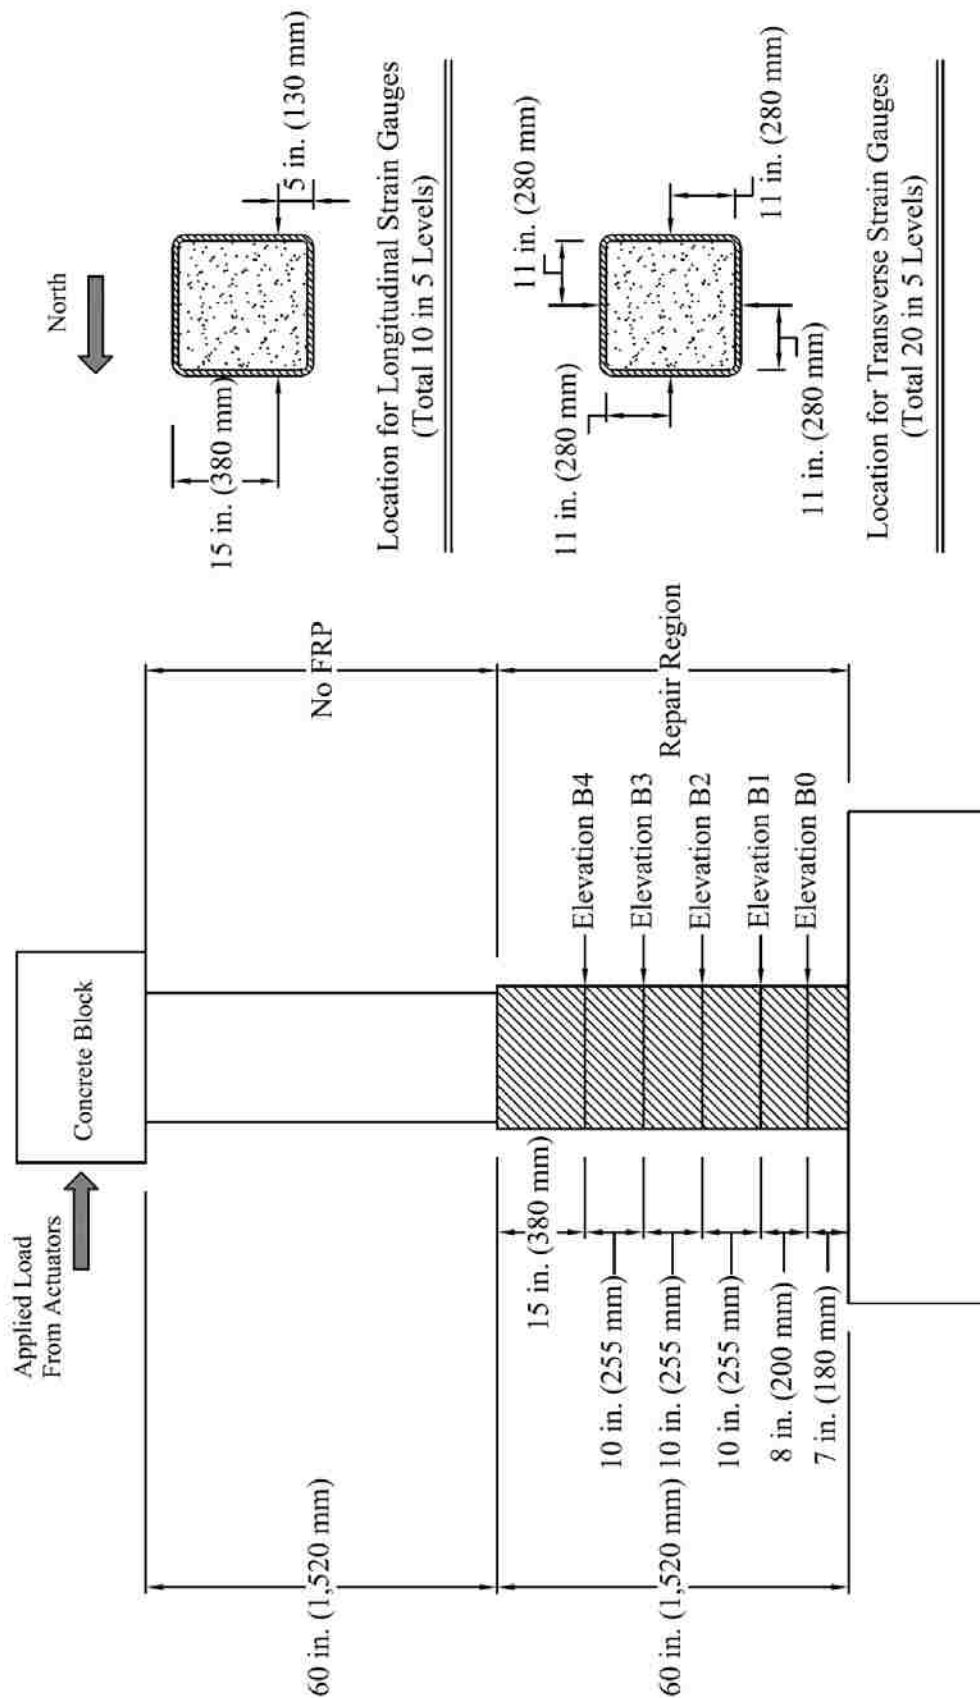 Applied Load
From Actuators
Concrete Block
60 in. (1,520 mm)
60 in. (1,520 mm)
15 in. (380 mm)
10 in. (255 mm)
10 in. (255 mm)
10 in. (255 mm)
8 in. (200 mm)
7 in. (180 mm)
No FRP
Repair Region
Elevation B4
Elevation B3
Elevation B2
Elevation B1
Elevation B0
North
15 in. (380 mm)
5 in. (130 mm)
Location for Longitudinal Strain Gauges
(Total 10 in 5 Levels)
11 in. (280 mm)
11 in. (280 mm)
11 in. (280 mm)
11 in. (280 mm)
Location for Transverse Strain Gauges
(Total 20 in 5 Levels)